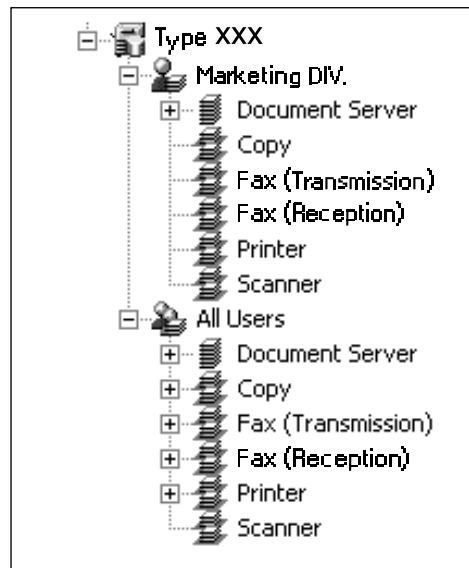 Type XXX
Marketing DIV.
Document Server
Copy
Fax (Transmission)
Fax (Reception)
Printer
Scanner
All Users
Document Server
Copy
Fax (Transmission)
Fax (Reception)
Printer
Scanner